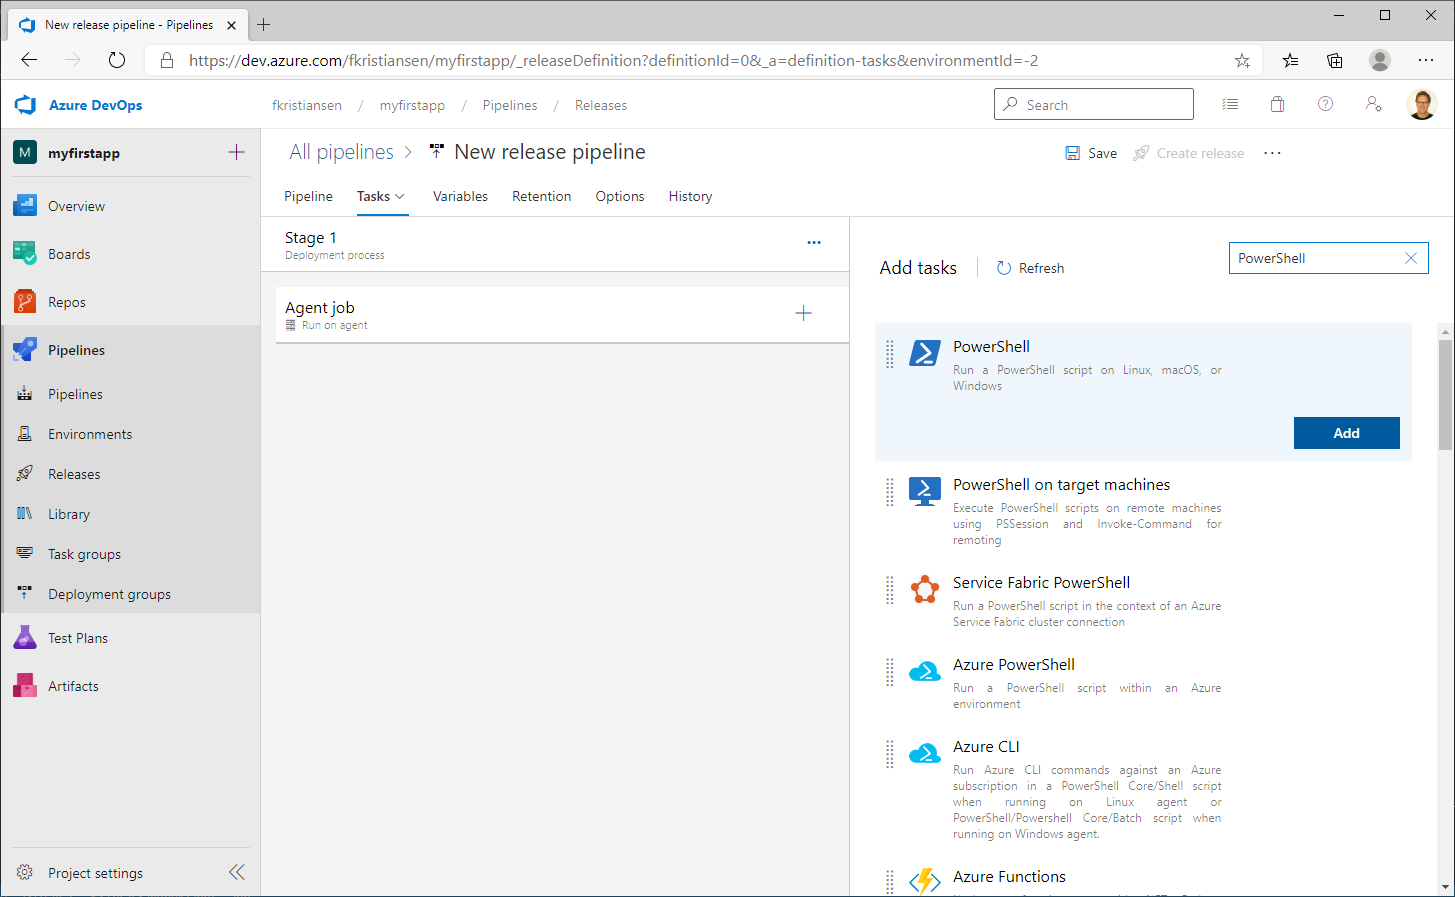 New release pipeline - Pipelines
https://dev.azure.com/fkristiansen/myfirstapp/_releaseDefinition?definitionId=0&_a=definition-tasks&environmentId=-2
Azure DevOps
fkristiansen / myfirstapp / Pipelines / Releases
Search
M myfirstapp
Overview
Boards
Repos
Pipelines
Pipelines
Environments
Releases
Library
Task groups
Deployment groups
Test Plans
Artifacts
Project settings
All pipelines > New release pipeline
Save
Create release
Pipeline
Tasks
Variables
Retention
Options
History
Stage 1
Deployment process
Agent job
Run on agent
Add tasks
Refresh
PowerShell
PowerShell
Run a PowerShell script on Linux, macOS, or
Windows
Add
PowerShell on target machines
Execute PowerShell scripts on remote machines
using PSSession and Invoke-Command for
remoting
Service Fabric PowerShell
Run a PowerShell script in the context of an Azure
Service Fabric cluster connection
Azure PowerShell
Run a PowerShell script within an Azure
environment
Azure CLI
Run Azure CLI commands against an Azure
subscription in a PowerShell Core/Shell script
when running on Linux agent or
PowerShell/Powershell Core/Batch script when
running on Windows agent.
Azure Functions